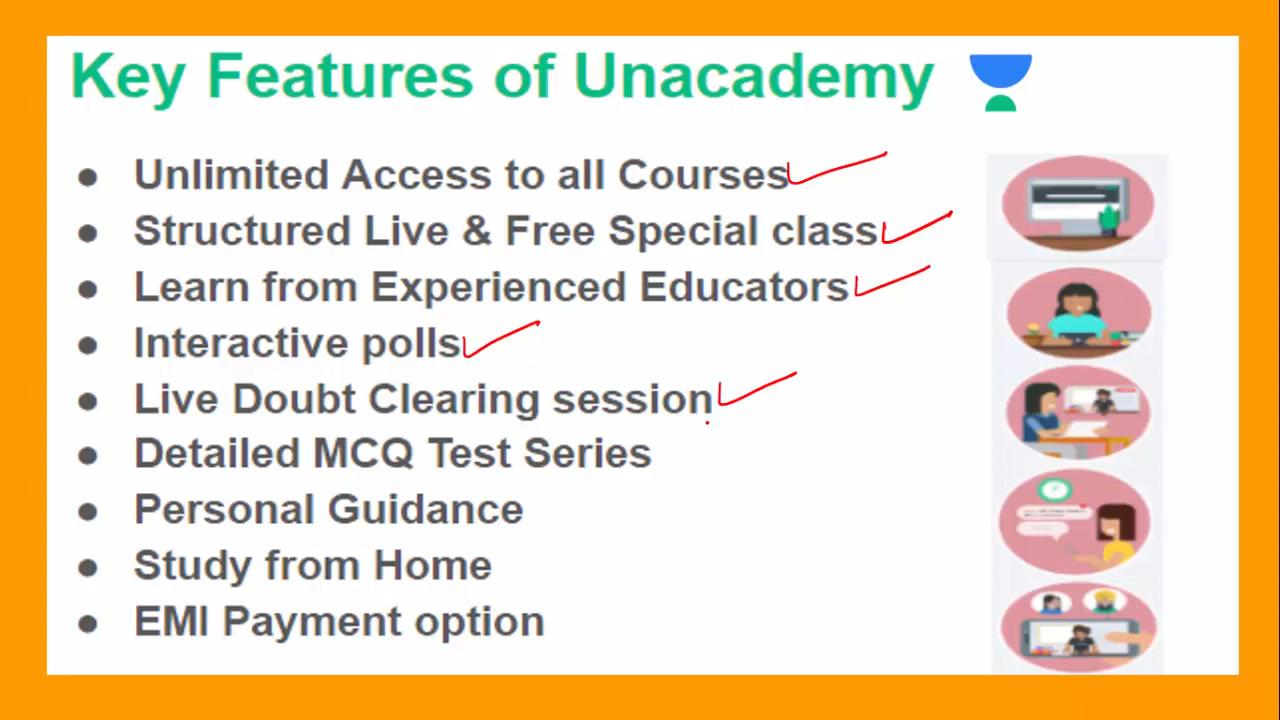 Key Features of Unacademy
● Unlimited Access to all Courses
● Structured Live & Free Special class
● Learn from Experienced Educators
● Interactive polls
● Live Doubt Clearing session
● Detailed MCQ Test Series
● Personal Guidance
● Study from Home
● EMI Payment option